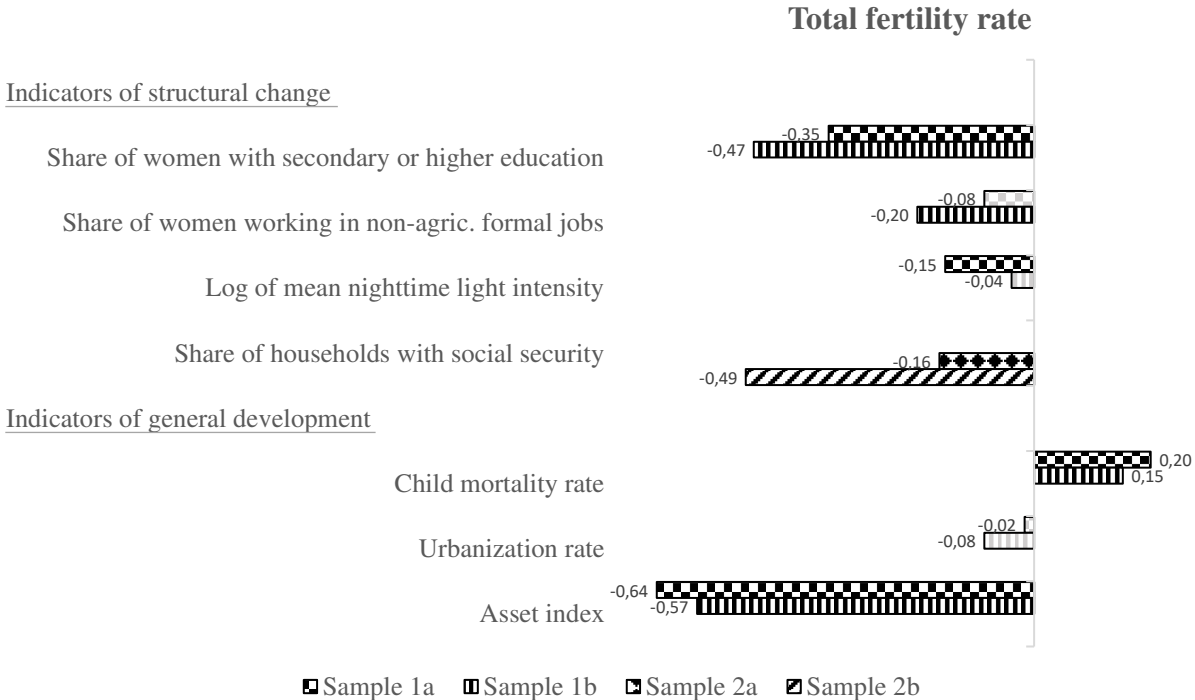 Total fertility rate
Indicators of structural change
-0,35
Share of women with secondary or higher education
-0,47
-0,08
Share of women working in non-agric. formal jobs
-0,20
Log of mean nighttime light intensity
-0,15
-0,04
Share of households with social security
-0,16
-0,49
Indicators of general development
0,20
Child mortality rate
0,15
-0,02
Urbanization rate
-0,08
-0,64
Asset index
-0,57
Sample 1a Sample 1b Sample 2a Sample 2b